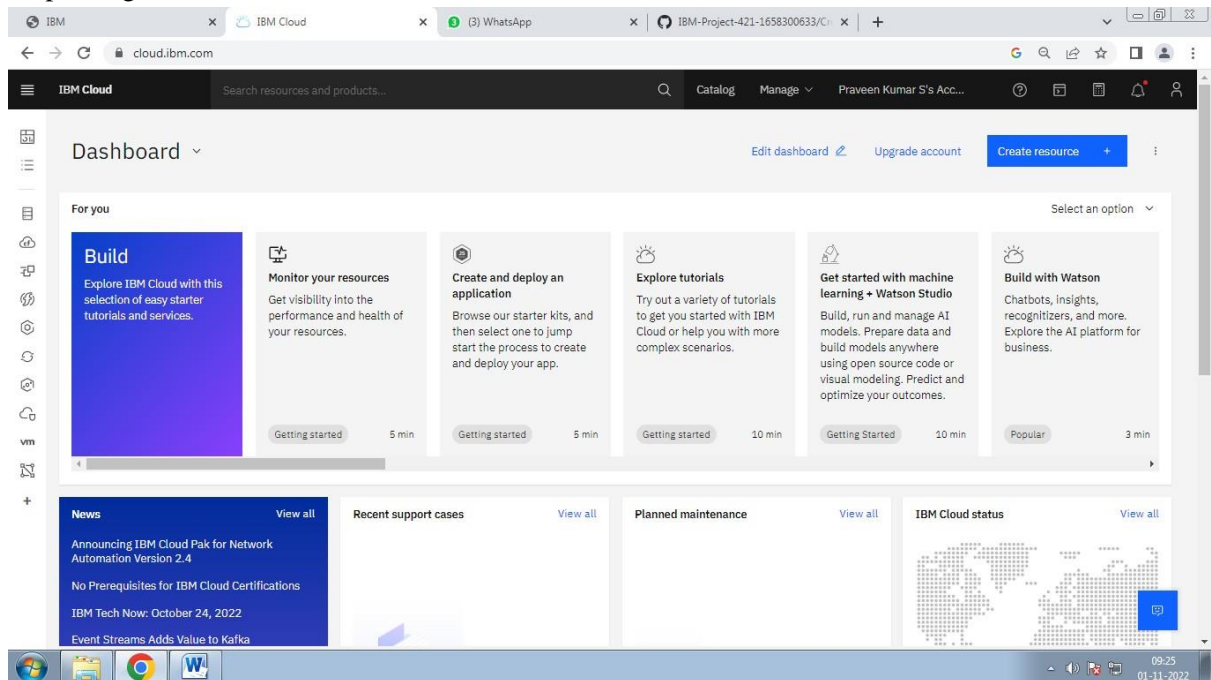 IBM
IBM Cloud
(3) WhatsApp
IBM-Project-421-1658300633/Cr
cloud.ibm.com
IBM Cloud
Search resources and products...
Catalog
Manage
Praveen Kumar S's Acc...
Dashboard
Edit dashboard
Upgrade account
Create resource +
For you
Select an option
Build
Explore IBM Cloud with this
selection of easy starter
tutorials and services.
Monitor your resources
Get visibility into the
performance and health of
your resources.
Getting started 5 min
Create and deploy an
application
Browse our starter kits, and
then select one to jump
start the process to create
and deploy your app.
Getting started 5 min
Explore tutorials
Try out a variety of tutorials
to get you started with IBM
Cloud or help you with more
complex scenarios.
Getting started 10 min
Get started with machine
learning + Watson Studio
Build, run and manage AI
models. Prepare data and
build models anywhere
using open source code or
visual modeling. Predict and
optimize your outcomes.
Getting Started 10 min
Build with Watson
Chatbots, insights,
recognitizers, and more.
Explore the AI platform for
business.
Popular 3 min
vm
News View all
Announcing IBM Cloud Pak for Network
Automation Version 2.4
No Prerequisites for IBM Cloud Certifications
IBM Tech Now: October 24, 2022
Event Streams Adds Value to Kafka
Recent support cases View all
Planned maintenance View all
IBM Cloud status View all
09:25
01-11-2022